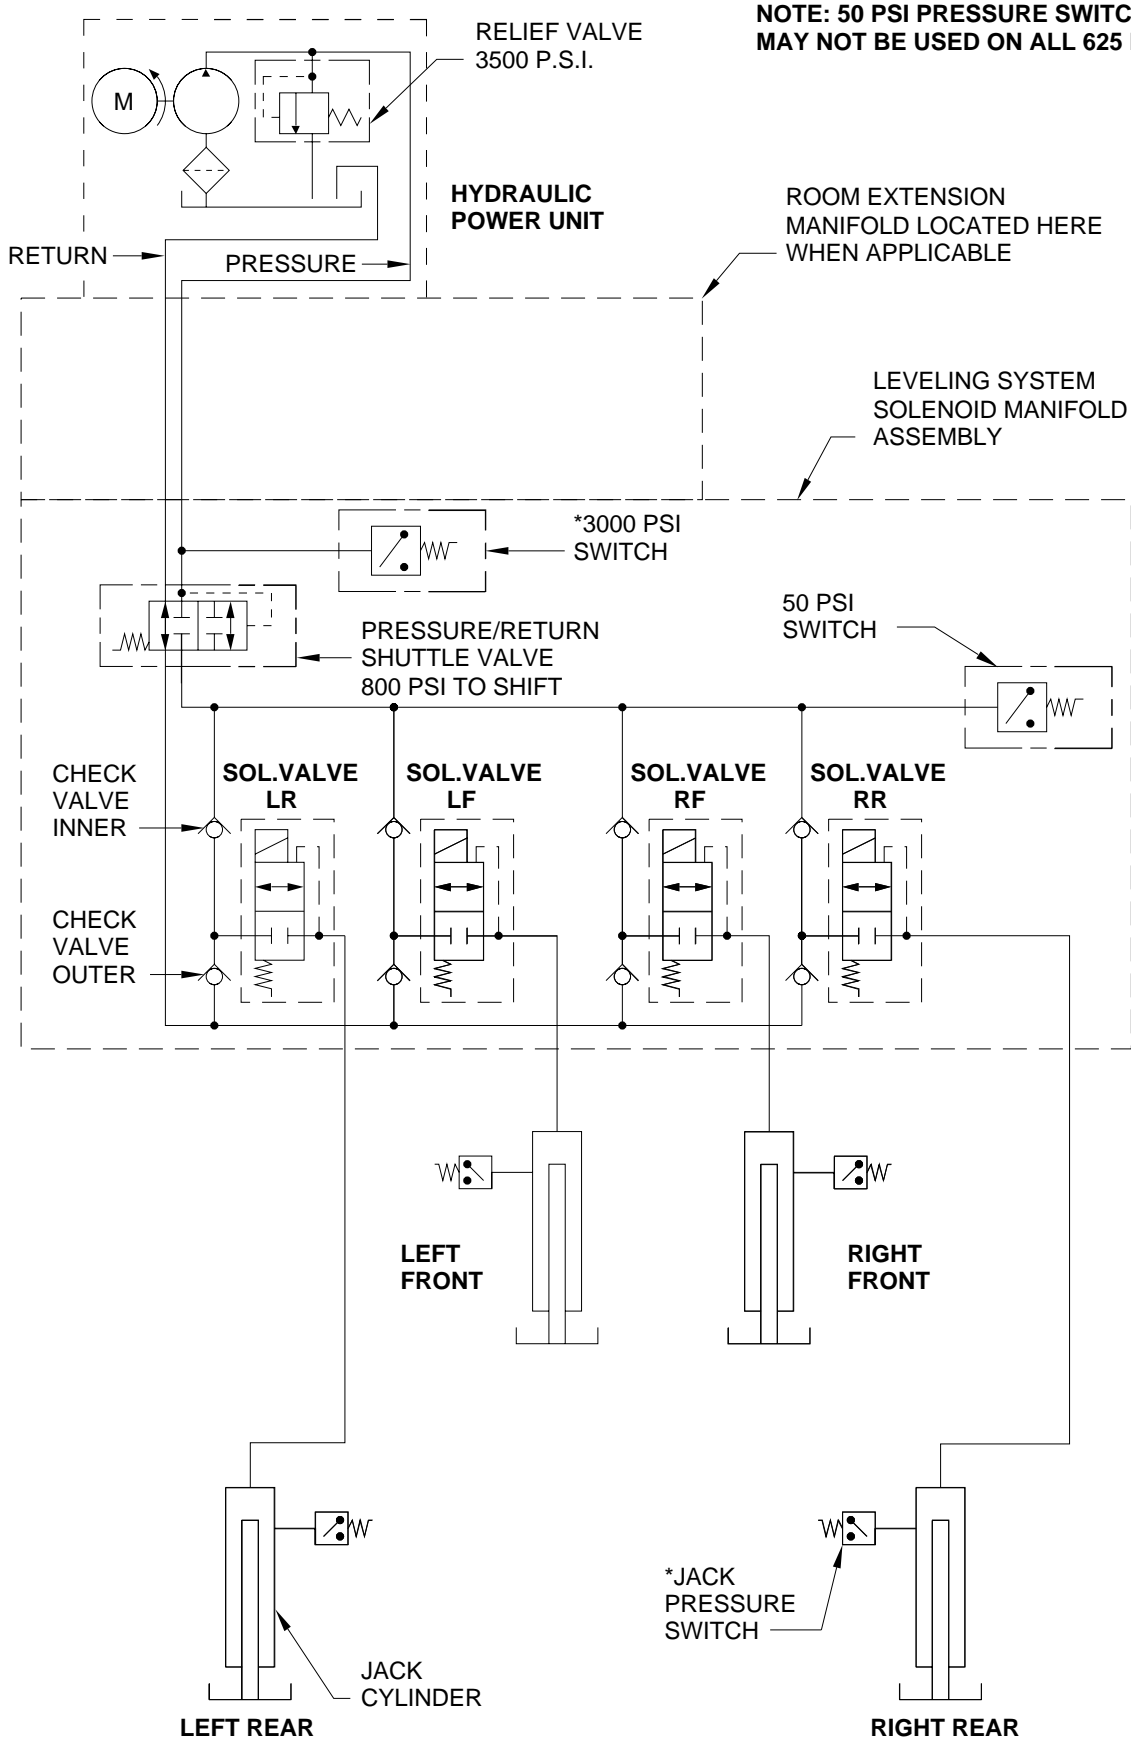 NOTE: 50 PSI PRESSURE SWITC
MAY NOT BE USED ON ALL 625
RELIEF VALVE
3500 P.S.I.
M
HYDRAULIC
POWER UNIT
ROOM EXTENSION
MANIFOLD LOCATED HERE
WHEN APPLICABLE
RETURN
PRESSURE
LEVELING SYSTEM
SOLENOID MANIFOLD
ASSEMBLY
*3000 PSI
SWITCH
50 PSI
SWITCH
PRESSURE/RETURN
SHUTTLE VALVE
800 PSI TO SHIFT
CHECK
VALVE
INNER
SOL.VALVE
LR
SOL.VALVE
LF
SOL.VALVE
RF
SOL.VALVE
RR
CHECK
VALVE
OUTER
LEFT
FRONT
RIGHT
FRONT
*JACK
PRESSURE
SWITCH
JACK
CYLINDER
LEFT REAR
RIGHT REAR